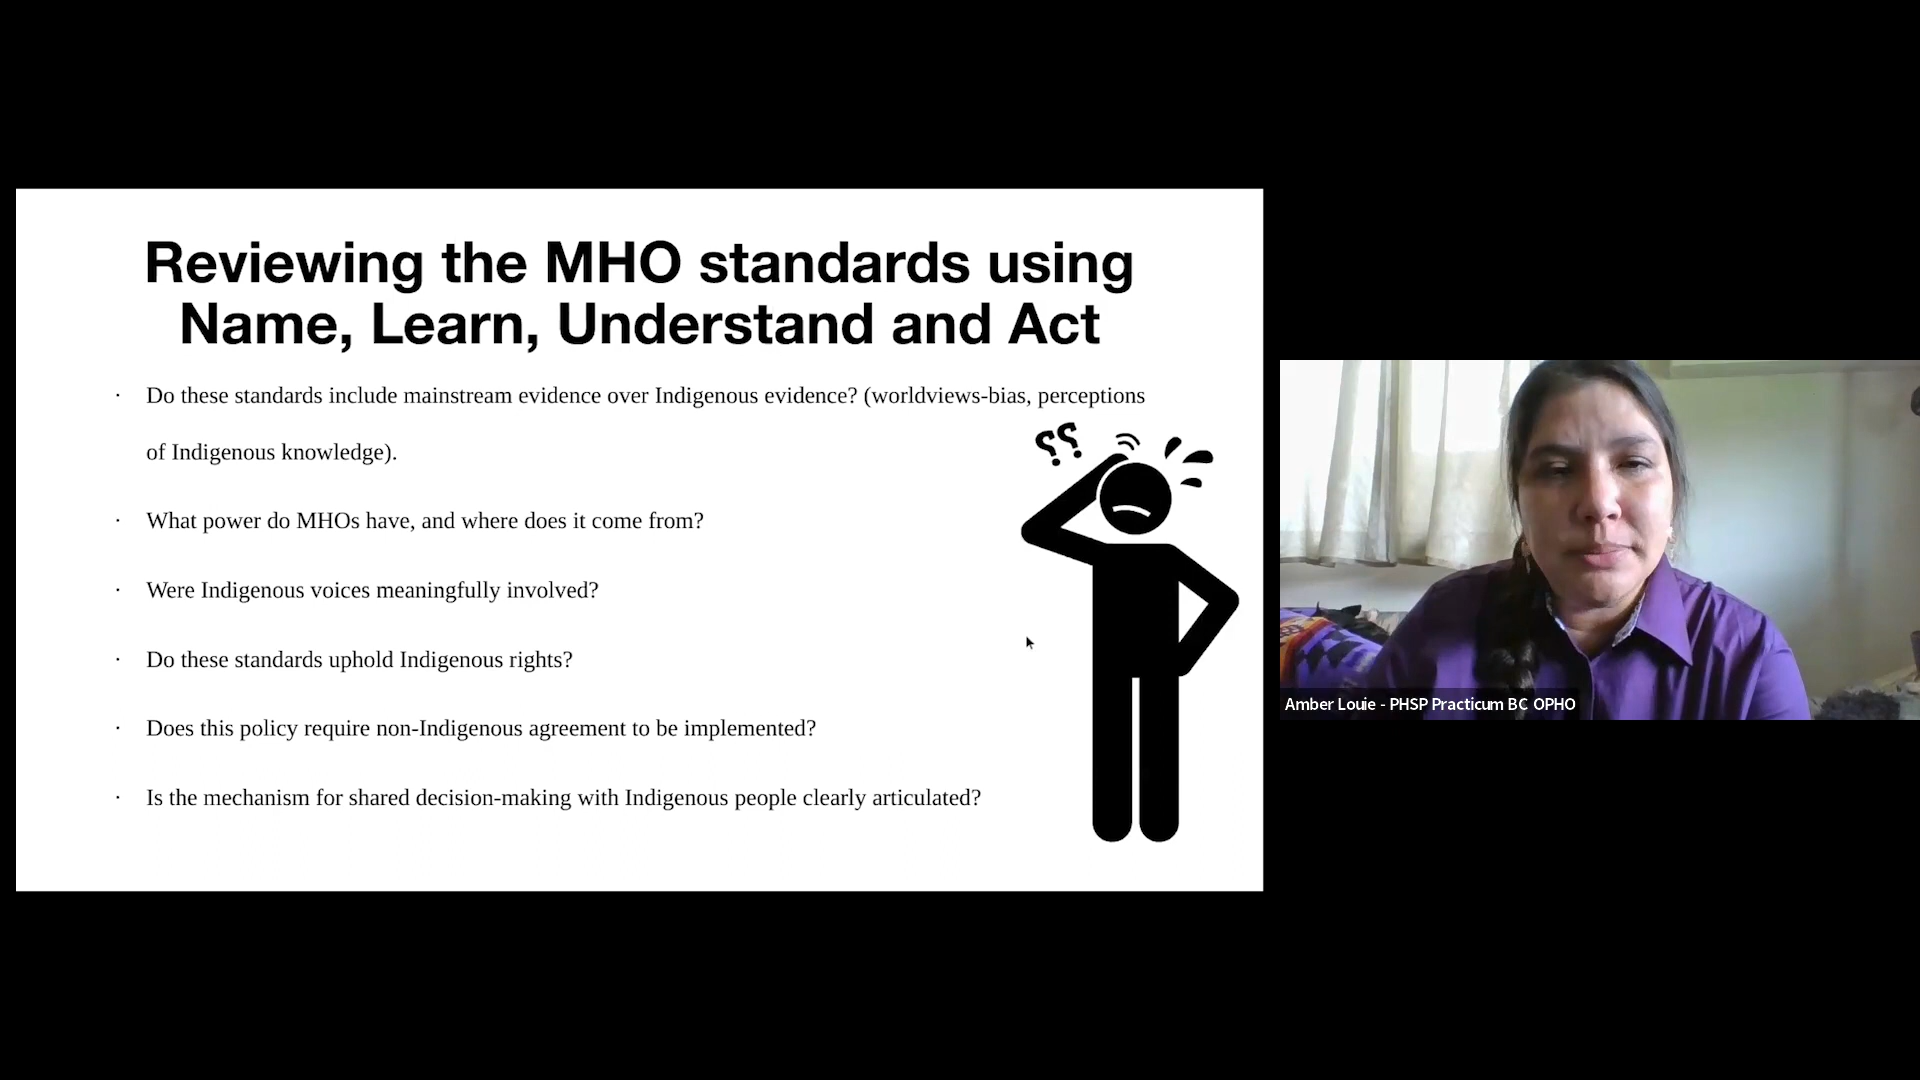 Reviewing the MHO standards using
Name, Learn, Understand and Act
· Do these standards include mainstream evidence over Indigenous evidence? (worldviews-bias, perceptions
of Indigenous knowledge).
· What power do MHOs have, and where does it come from?
· Were Indigenous voices meaningfully involved?
· Do these standards uphold Indigenous rights?
· Does this policy require non-Indigenous agreement to be implemented?
· Is the mechanism for shared decision-making with Indigenous people clearly articulated?
??
Amber Louie - PHSP Practicum BC OPHO